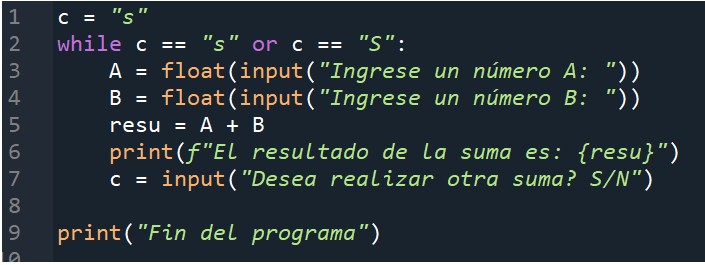 1 c = "s"
2 while c == "s" or c == "S":
3     A = float(input("Ingrese un número A: "))
4     B = float(input("Ingrese un número B: "))
5     resu = A + B
6     print(f"El resultado de la suma es: {resu}")
7     c = input("Desea realizar otra suma? S/N")
8
9 print("Fin del programa")